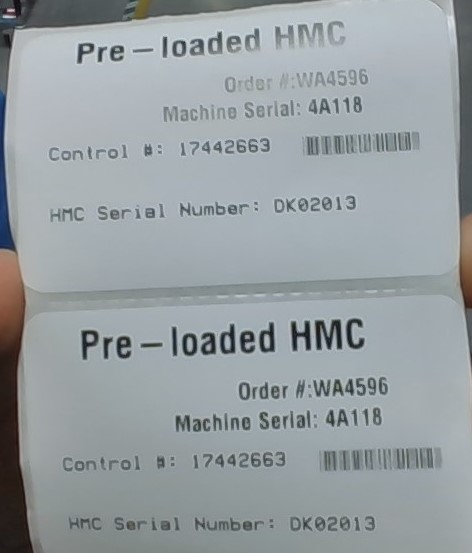 Pre-loaded HMC
Order #:WA4596
Machine Serial: 4A118
Control #: 17442663
HMC Serial Number: DK02013
Pre-loaded HMC
Order #:WA4596
Machine Serial: 4A118
Control #: 17442663
HMC Serial Number: DK02013